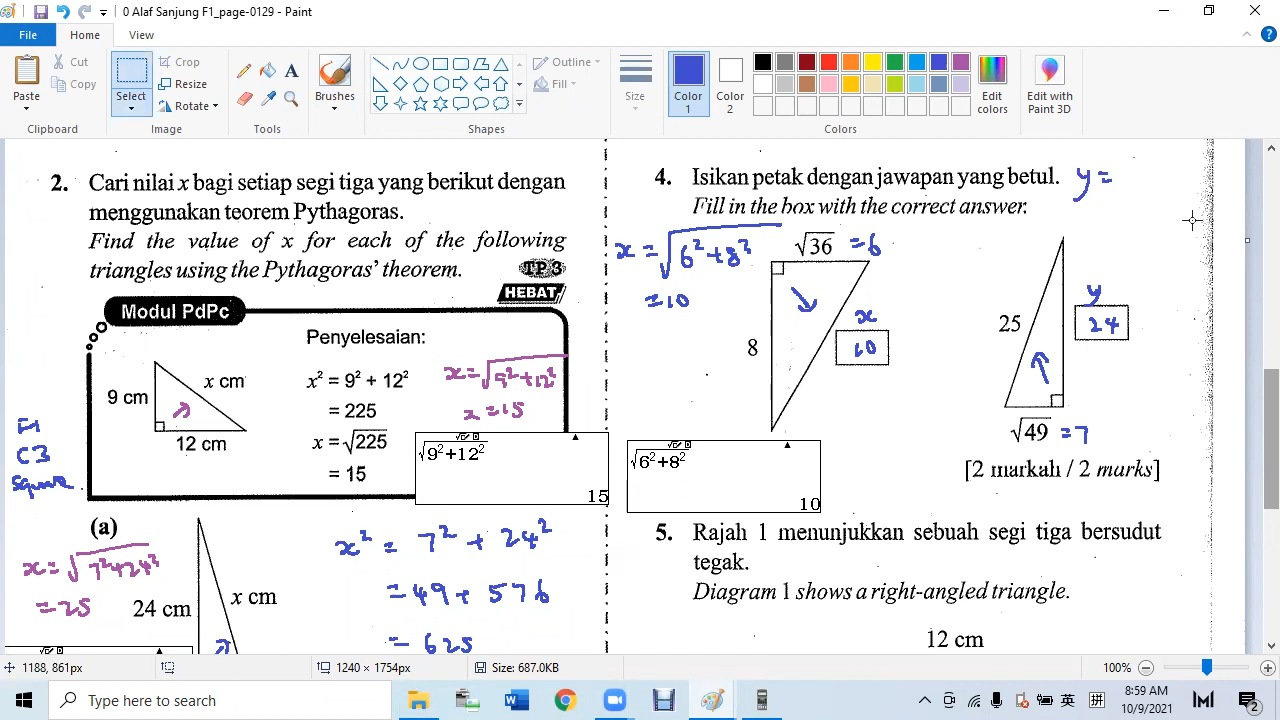 0 Alaf Sanjung F1_page-0129 - Paint
File Home View
Paste
Cut
Copy
Clipboard
Select
Crop
Resize
Rotate
Image
A
Tools
Brushes
Outline
Fill
Shapes
Size
Color 1
Color 2
Edit colors
Colors
Edit with Paint 3D
2. Cari nilai x bagi setiap segi tiga yang berikut dengan
menggunakan teorem Pythagoras.
Find the value of x for each of the following
triangles using the Pythagoras' theorem.
TP 3
HEBAT
Modul PdPc
Penyelesaian:
9 cm
x cm
12 cm
x² = 9² + 12²
= 225
x = √225
= 15
x = √9²+12²
x = 15
√9²+12²
15
F1
C3
Square
(a)
x = √7²+24²
= 25
24 cm
x cm
x² = 7² + 24²
= 49 + 576
= 625
4. Isikan petak dengan jawapan yang betul. y =
Fill in the box with the correct answer.
x = √6²+8²
= 10
√36 = 6
8
x
10
√6²+8²
10
25
y
24
√49 = 7
[2 markah / 2 marks]
5. Rajah 1 menunjukkan sebuah segi tiga bersudut
tegak.
Diagram 1 shows a right-angled triangle.
12 cm
1188, 861px
1240 × 1754px
Size: 687.0KB
100%
Type here to search
英
拼
8:59 AM
10/9/2021
2